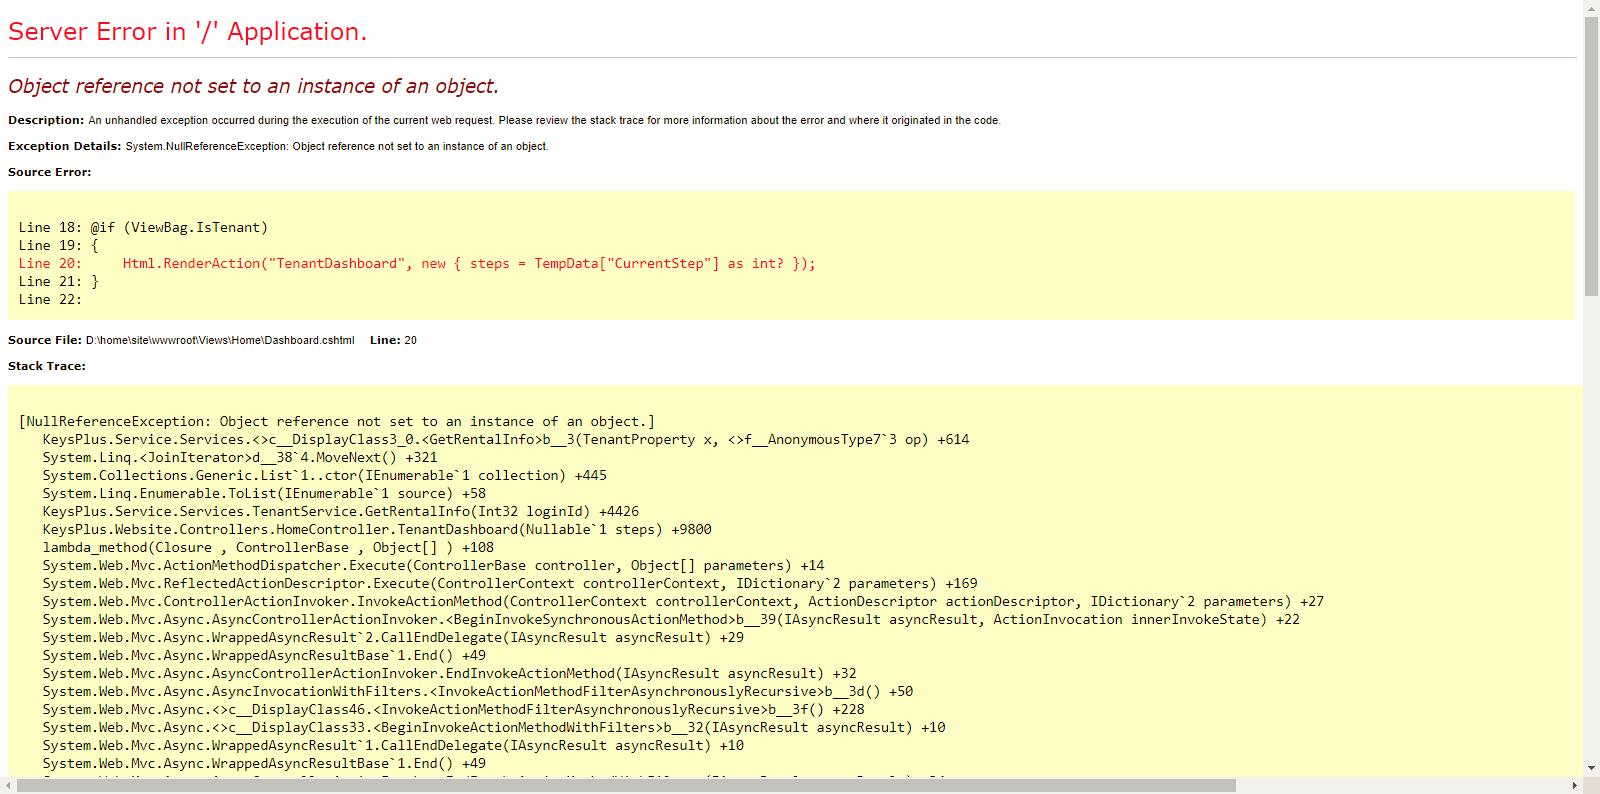 Server Error in '/' Application.
Object reference not set to an instance of an object.
Description: An unhandled exception occurred during the execution of the current web request. Please review the stack trace for more information about the error and where it originated in the code.
Exception Details: System.NullReferenceException: Object reference not set to an instance of an object.
Source Error:
Line 18: @if (ViewBag.IsTenant)
Line 19: {
Line 20:     Html.RenderAction("TenantDashboard", new { steps = TempData["CurrentStep"] as int? });
Line 21: }
Line 22:
Source File: D:\home\site\wwwroot\Views\Home\Dashboard.cshtml    Line: 20
Stack Trace:
[NullReferenceException: Object reference not set to an instance of an object.]
   KeysPlus.Service.Services.<>c__DisplayClass3_0.<GetRentalInfo>b__3(TenantProperty x, <>f__AnonymousType7`3 op) +614
   System.Linq.<JoinIterator>d__38`4.MoveNext() +321
   System.Collections.Generic.List`1..ctor(IEnumerable`1 collection) +445
   System.Linq.Enumerable.ToList(IEnumerable`1 source) +58
   KeysPlus.Service.Services.TenantService.GetRentalInfo(Int32 loginId) +4426
   KeysPlus.Website.Controllers.HomeController.TenantDashboard(Nullable`1 steps) +9800
   lambda_method(Closure , ControllerBase , Object[] ) +108
   System.Web.Mvc.ActionMethodDispatcher.Execute(ControllerBase controller, Object[] parameters) +14
   System.Web.Mvc.ReflectedActionDescriptor.Execute(ControllerContext controllerContext, IDictionary`2 parameters) +169
   System.Web.Mvc.ControllerActionInvoker.InvokeActionMethod(ControllerContext controllerContext, ActionDescriptor actionDescriptor, IDictionary`2 parameters) +27
   System.Web.Mvc.Async.AsyncControllerActionInvoker.<BeginInvokeSynchronousActionMethod>b__39(IAsyncResult asyncResult, ActionInvocation innerInvokeState) +22
   System.Web.Mvc.Async.WrappedAsyncResult`2.CallEndDelegate(IAsyncResult asyncResult) +29
   System.Web.Mvc.Async.WrappedAsyncResultBase`1.End() +49
   System.Web.Mvc.Async.AsyncControllerActionInvoker.EndInvokeActionMethod(IAsyncResult asyncResult) +32
   System.Web.Mvc.Async.AsyncInvocationWithFilters.<InvokeActionMethodFilterAsynchronouslyRecursive>b__3d() +50
   System.Web.Mvc.Async.<>c__DisplayClass46.<InvokeActionMethodFilterAsynchronouslyRecursive>b__3f() +228
   System.Web.Mvc.Async.<>c__DisplayClass33.<BeginInvokeActionMethodWithFilters>b__32(IAsyncResult asyncResult) +10
   System.Web.Mvc.Async.WrappedAsyncResult`1.CallEndDelegate(IAsyncResult asyncResult) +10
   System.Web.Mvc.Async.WrappedAsyncResultBase`1.End() +49